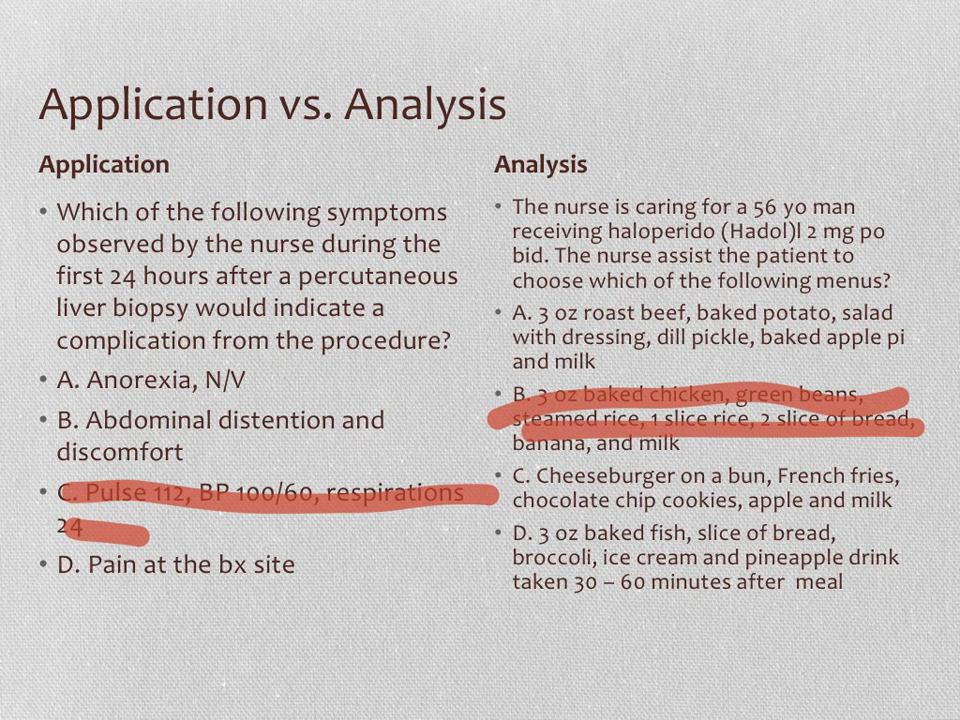 Application vs. Analysis
Application
• Which of the following symptoms
observed by the nurse during the
first 24 hours after a percutaneous
liver biopsy would indicate a
complication from the procedure?
• A. Anorexia, N/V
• B. Abdominal distention and
discomfort
• C. Pulse 112, BP 100/60, respirations
24
• D. Pain at the bx site
Analysis
• The nurse is caring for a 56 yo man
receiving haloperido (Hadol)l 2 mg po
bid. The nurse assist the patient to
choose which of the following menus?
• A. 3 oz roast beef, baked potato, salad
with dressing, dill pickle, baked apple pi
and milk
• B. 3 oz baked chicken, green beans,
steamed rice, 1 slice rice, 2 slice of bread,
banana, and milk
• C. Cheeseburger on a bun, French fries,
chocolate chip cookies, apple and milk
• D. 3 oz baked fish, slice of bread,
broccoli, ice cream and pineapple drink
taken 30 – 60 minutes after meal